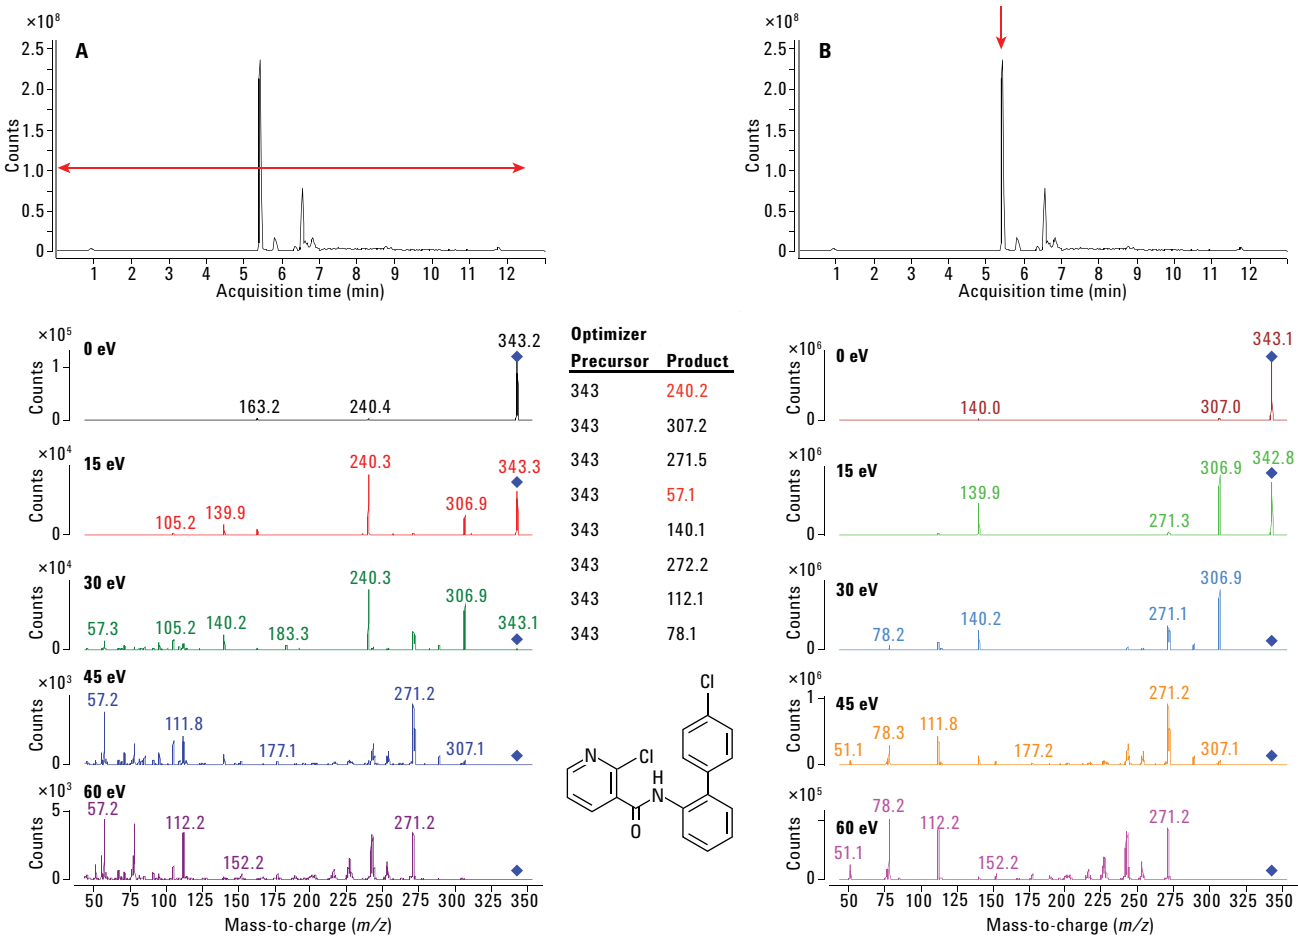 ×10⁸
A
2.5
2.0
1.5
1.0
0.5
0
Counts
1 2 3 4 5 6 7 8 9 10 11 12
Acquisition time (min)
×10⁸
B
2.5
2.0
1.5
1.0
0.5
0
Counts
1 2 3 4 5 6 7 8 9 10 11 12
Acquisition time (min)
×10⁵
0 eV
1
0
Counts
163.2 240.4 343.2
×10⁴
15 eV
0
Counts
105.2 139.9 240.3 306.9 343.3
×10⁴
30 eV
0
Counts
57.3 105.2 140.2 183.3 240.3 306.9 343.1
×10³
45 eV
0
Counts
57.2 111.8 177.1 271.2 307.1
×10³
60 eV
5
0
Counts
57.2 112.2 152.2 271.2
50 75 100 125 150 175 200 225 250 275 300 325 350
Mass-to-charge (m/z)
Optimizer
Precursor Product
343 240.2
343 307.2
343 271.5
343 57.1
343 140.1
343 272.2
343 112.1
343 78.1
Cl
N
Cl
H
N
O
×10⁶
0 eV
0
Counts
140.0 307.0 343.1
×10⁶
15 eV
0
Counts
139.9 271.3 306.9 342.8
×10⁶
30 eV
0
Counts
78.2 140.2 271.1 306.9
×10⁶
45 eV
1
0
Counts
51.1 78.3 111.8 177.2 271.2 307.1
×10⁵
60 eV
0
Counts
51.1 78.2 112.2 152.2 271.2
50 75 100 125 150 175 200 225 250 275 300 325 350
Mass-to-charge (m/z)